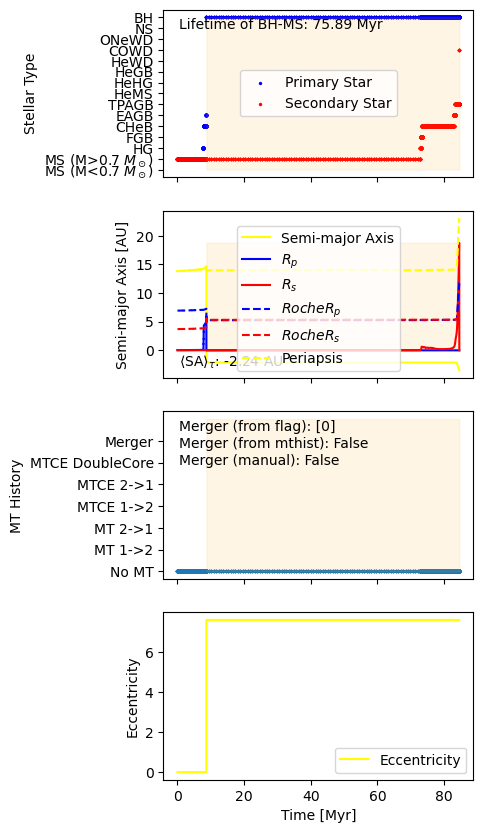 Stellar Type
BH
NS
ONeWD
COWD
HeWD
HeGB
HeHG
HeMS
TPAGB
EAGB
CHeB
FGB
HG
MS (M>0.7 M⊙)
MS (M<0.7 M⊙)
Lifetime of BH-MS: 75.89 Myr
Primary Star
Secondary Star
Semi-major Axis [AU]
20
15
10
5
0
Semi-major Axis
Rp
Rs
RocheRp
RocheRs
Periapsis
⟨SA⟩τ: -2.24 AU
MT History
Merger
MTCE DoubleCore
MTCE 2->1
MTCE 1->2
MT 2->1
MT 1->2
No MT
Merger (from flag): [0]
Merger (from mthist): False
Merger (manual): False
Eccentricity
6
4
2
0
Eccentricity
0 20 40 60 80
Time [Myr]